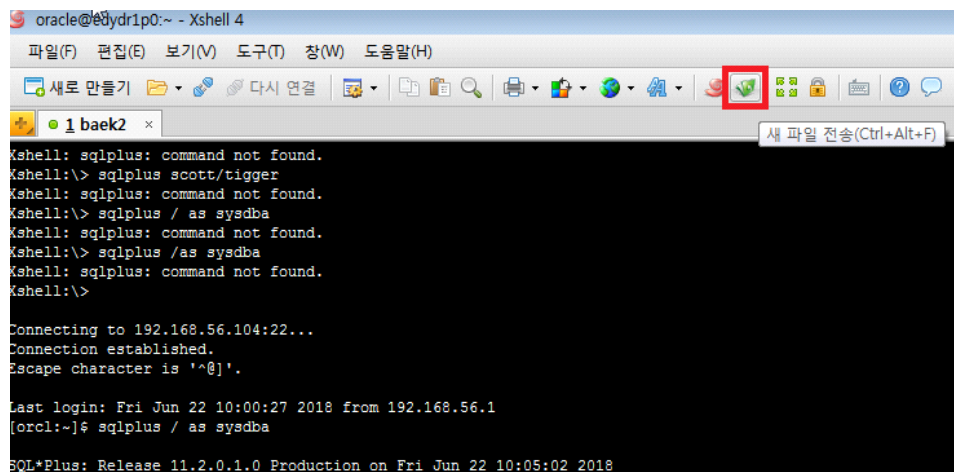 oracle@edydr1p0:~ - Xshell 4
파일(F) 편집(E) 보기(V) 도구(T) 창(W) 도움말(H)
새로 만들기 다시 연결
1 baek2 ×
새 파일 전송(Ctrl+Alt+F)
Xshell: sqlplus: command not found.
Xshell:\> sqlplus scott/tigger
Xshell: sqlplus: command not found.
Xshell:\> sqlplus / as sysdba
Xshell: sqlplus: command not found.
Xshell:\> sqlplus /as sysdba
Xshell: sqlplus: command not found.
Xshell:\>
Connecting to 192.168.56.104:22...
Connection established.
Escape character is '^@]'.
Last login: Fri Jun 22 10:00:27 2018 from 192.168.56.1
[orcl:~]$ sqlplus / as sysdba
SQL*Plus: Release 11.2.0.1.0 Production on Fri Jun 22 10:05:02 2018